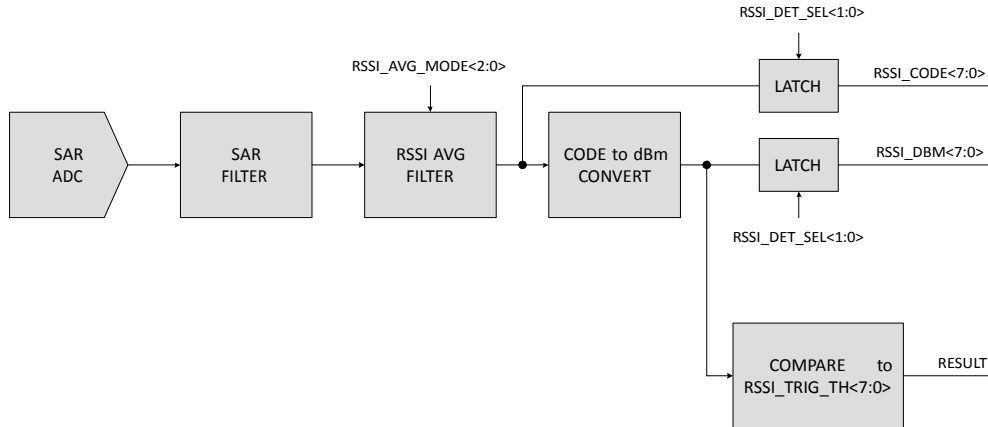 RSSI_DET_SEL<1:0>
RSSI_AVG_MODE<2:0>
LATCH
RSSI_CODE<7:0>
SAR
ADC
SAR
FILTER
RSSI AVG
FILTER
CODE to dBm
CONVERT
LATCH
RSSI_DBM<7:0>
RSSI_DET_SEL<1:0>
COMPARE to
RSSI_TRIG_TH<7:0>
RESULT